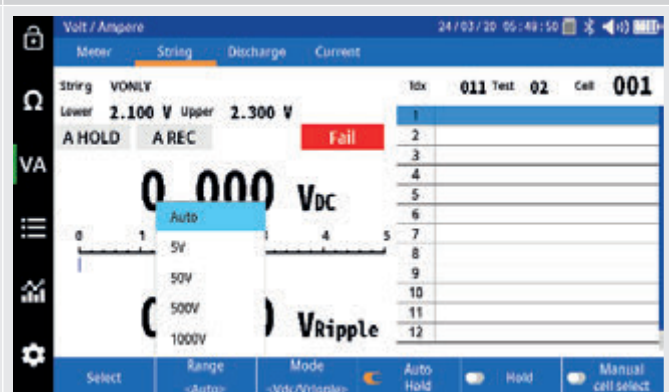 Volt / Ampere 24/03/20 05:49:50
Meter String Discharge Current
String VONLY Idx 011 Test 02 Cell 001
Lower 2.100 V Upper 2.300 V
A HOLD A REC Fail
Ω
VA
0.000 VDC
0 1 4 5
Auto
5V
50V
500V
1000V
VRipple
1
2
3
4
5
6
7
8
9
10
11
12
Select
Range
<Auto>
Mode
<Vdc/Vripple>
Auto
Hold
Hold
Manual
cell select